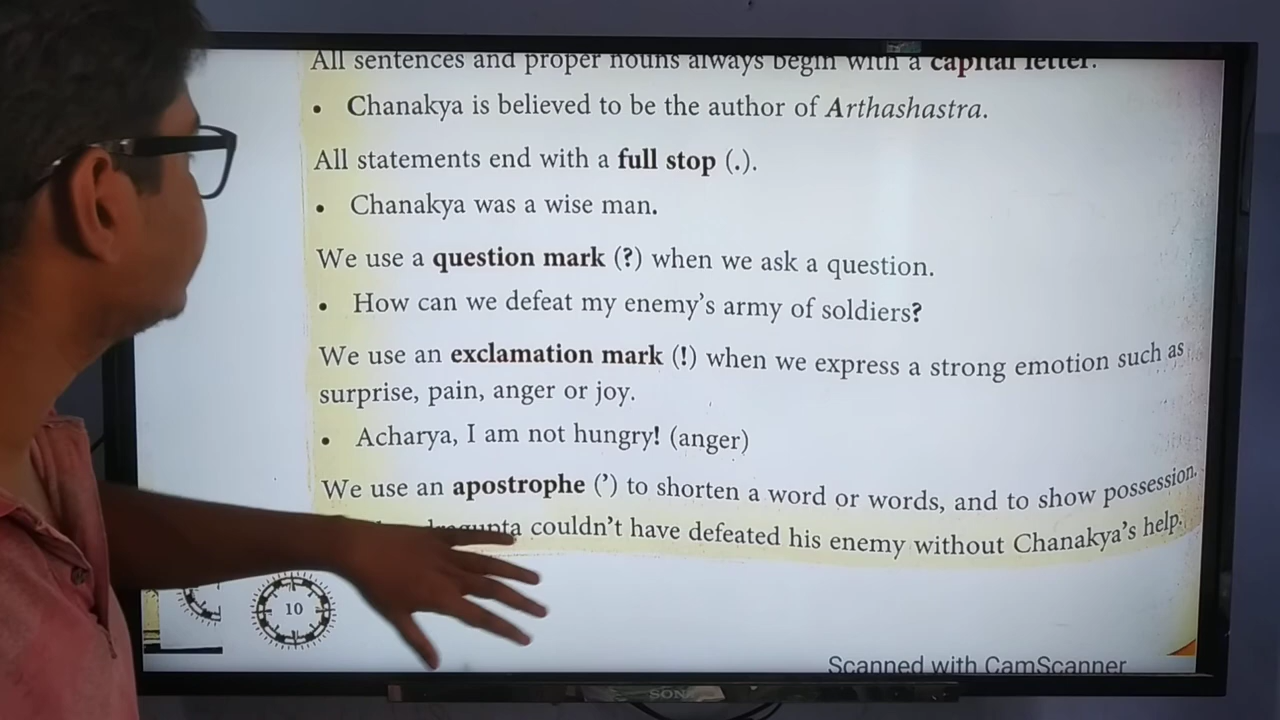 All sentences and proper nouns always begin with a capital letter.
• Chanakya is believed to be the author of Arthashastra.
All statements end with a full stop (.).
• Chanakya was a wise man.
We use a question mark (?) when we ask a question.
• How can we defeat my enemy's army of soldiers?
We use an exclamation mark (!) when we express a strong emotion such as
surprise, pain, anger or joy.
• Acharya, I am not hungry! (anger)
We use an apostrophe (’) to shorten a word or words, and to show possession.
couldn’t have defeated his enemy without Chanakya’s help.
10
Scanned with CamScanner
SONY